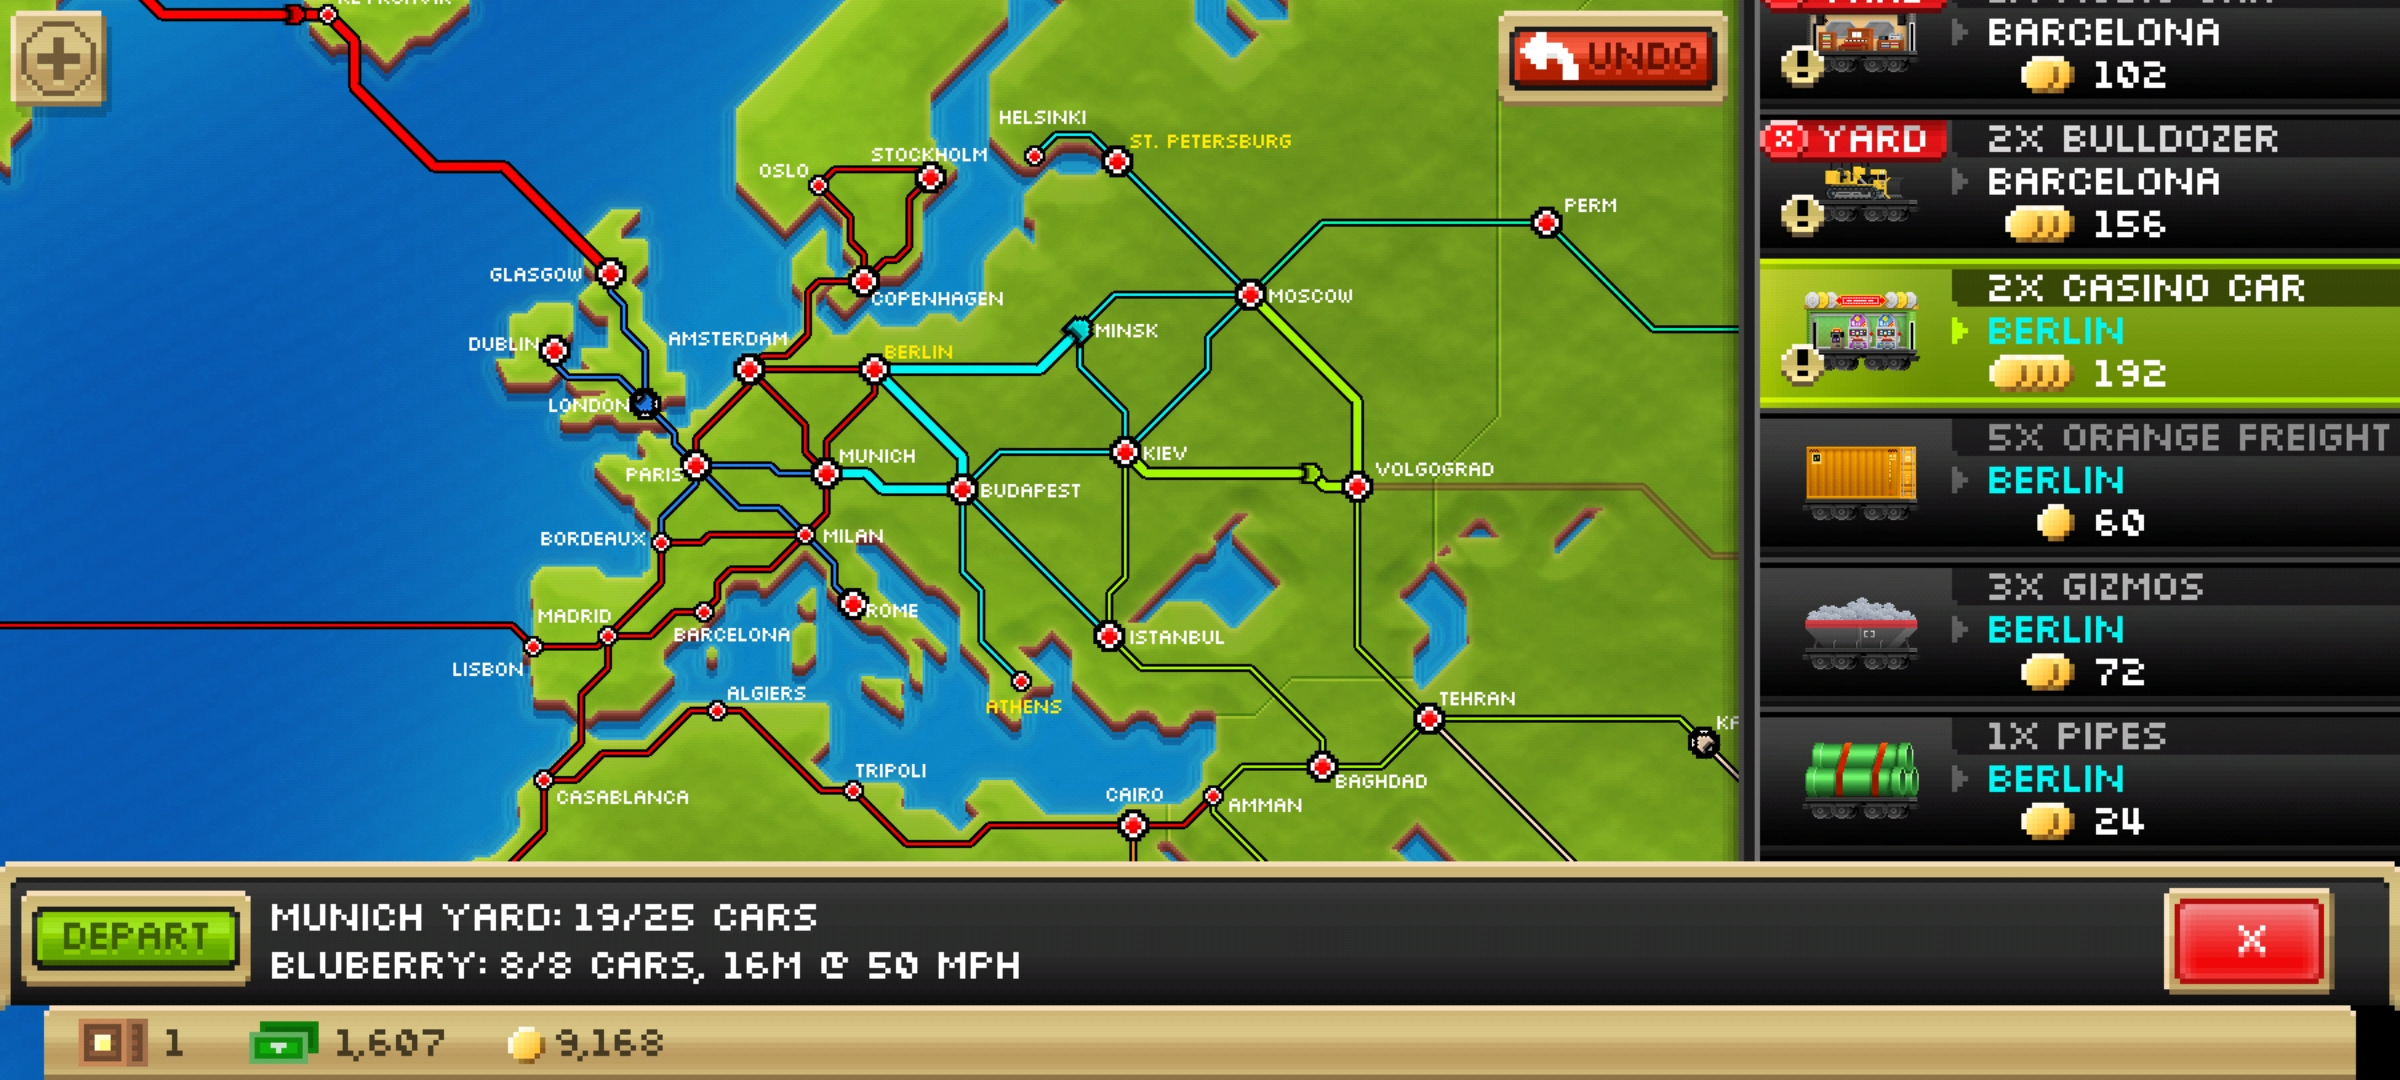 UNDO
HELSINKI
ST. PETERSBURG
STOCKHOLM
OSLO
PERM
GLASGOW
COPENHAGEN
MOSCOW
DUBLIN
AMSTERDAM
MINSK
BERLIN
LONDON
MUNICH
KIEV
PARIS
BUDAPEST
VOLGOGRAD
BORDEAUX
MILAN
MADRID
ROME
BARCELONA
ISTANBUL
LISBON
ALGIERS
ATHENS
TEHRAN
TRIPOLI
BAGHDAD
CASABLANCA
CAIRO
AMMAN
BARCELONA
102
YARD
2X BULLDOZER
BARCELONA
156
2X CASINO CAR
BERLIN
192
5X ORANGE FREIGHT
BERLIN
60
3X GIZMOS
BERLIN
72
1X PIPES
BERLIN
24
DEPART
MUNICH YARD: 19/25 CARS
BLUBERRY: 8/8 CARS, 16M @ 50 MPH
X
1
1,607
9,168